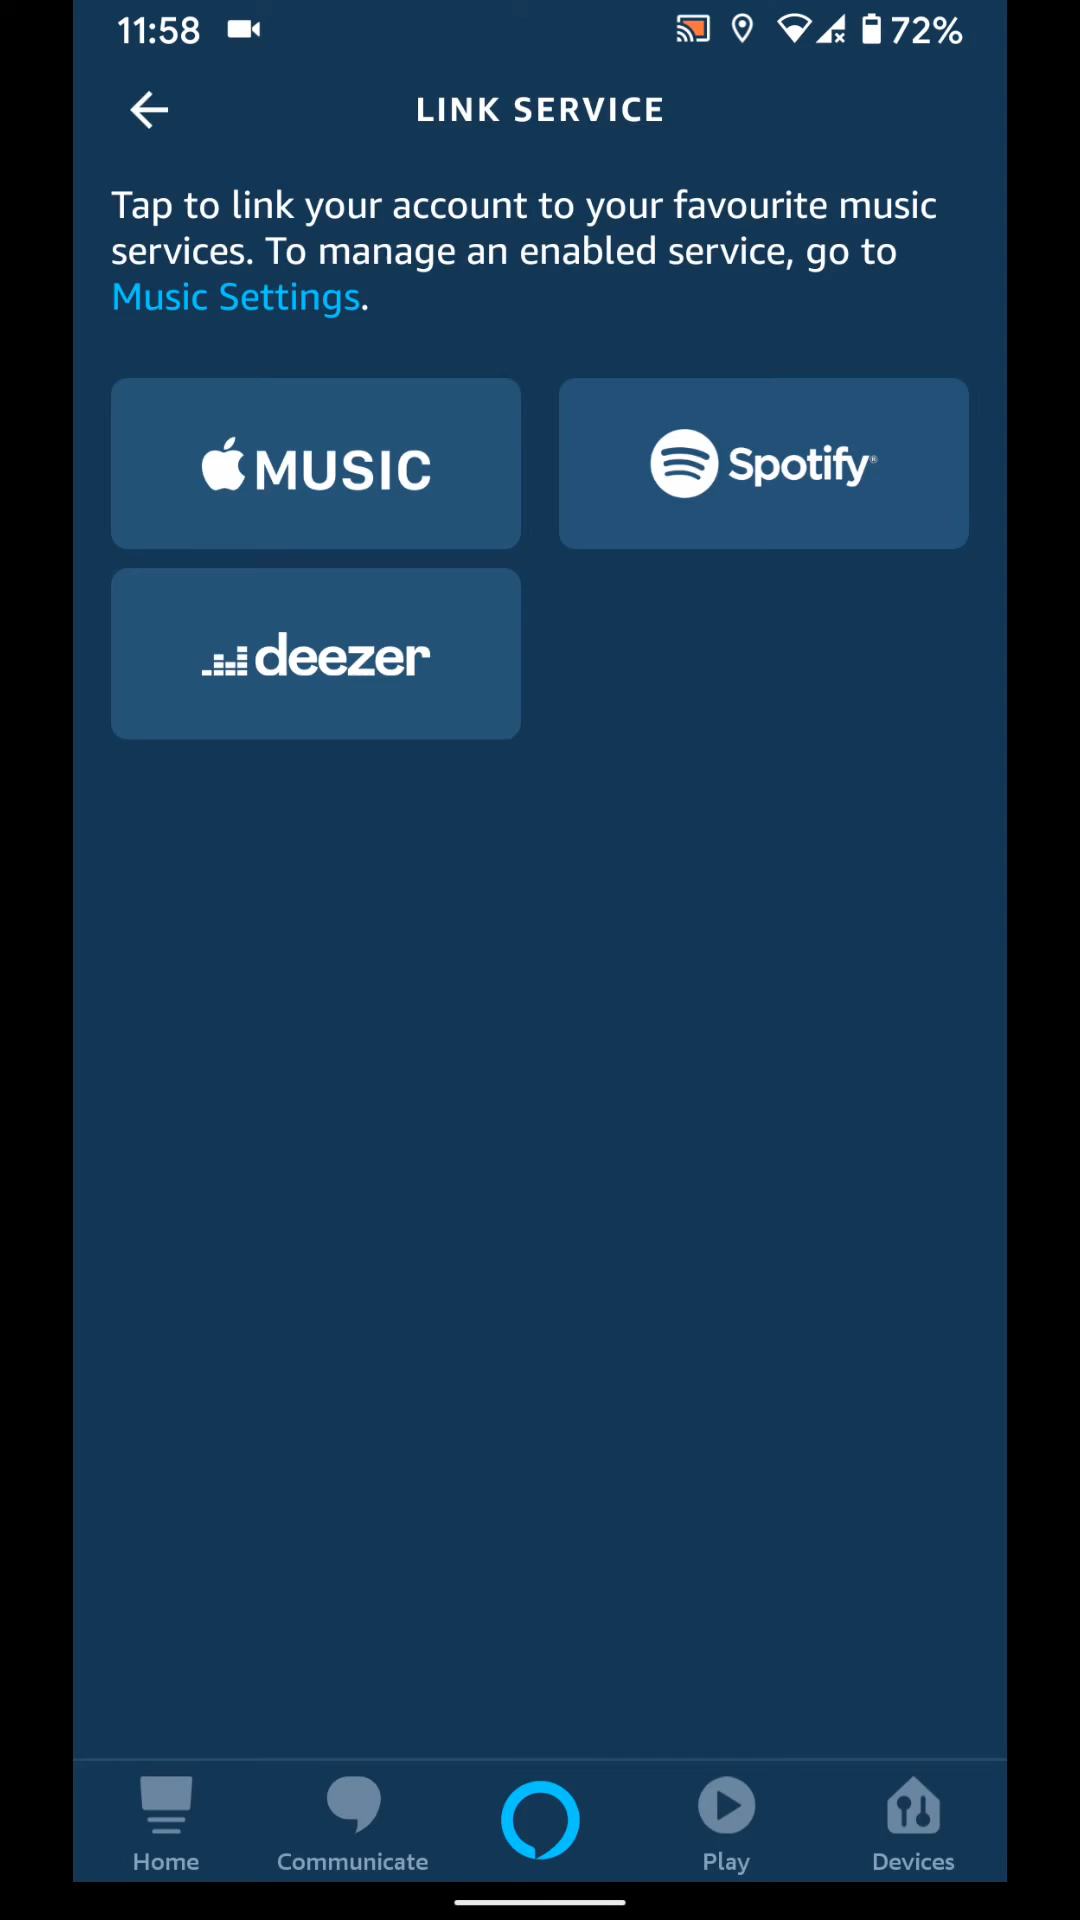 11:58
72%
LINK SERVICE
Tap to link your account to your favourite music
services. To manage an enabled service, go to
Music Settings.
MUSIC
Spotify®
deezer
Home
Communicate
Play
Devices